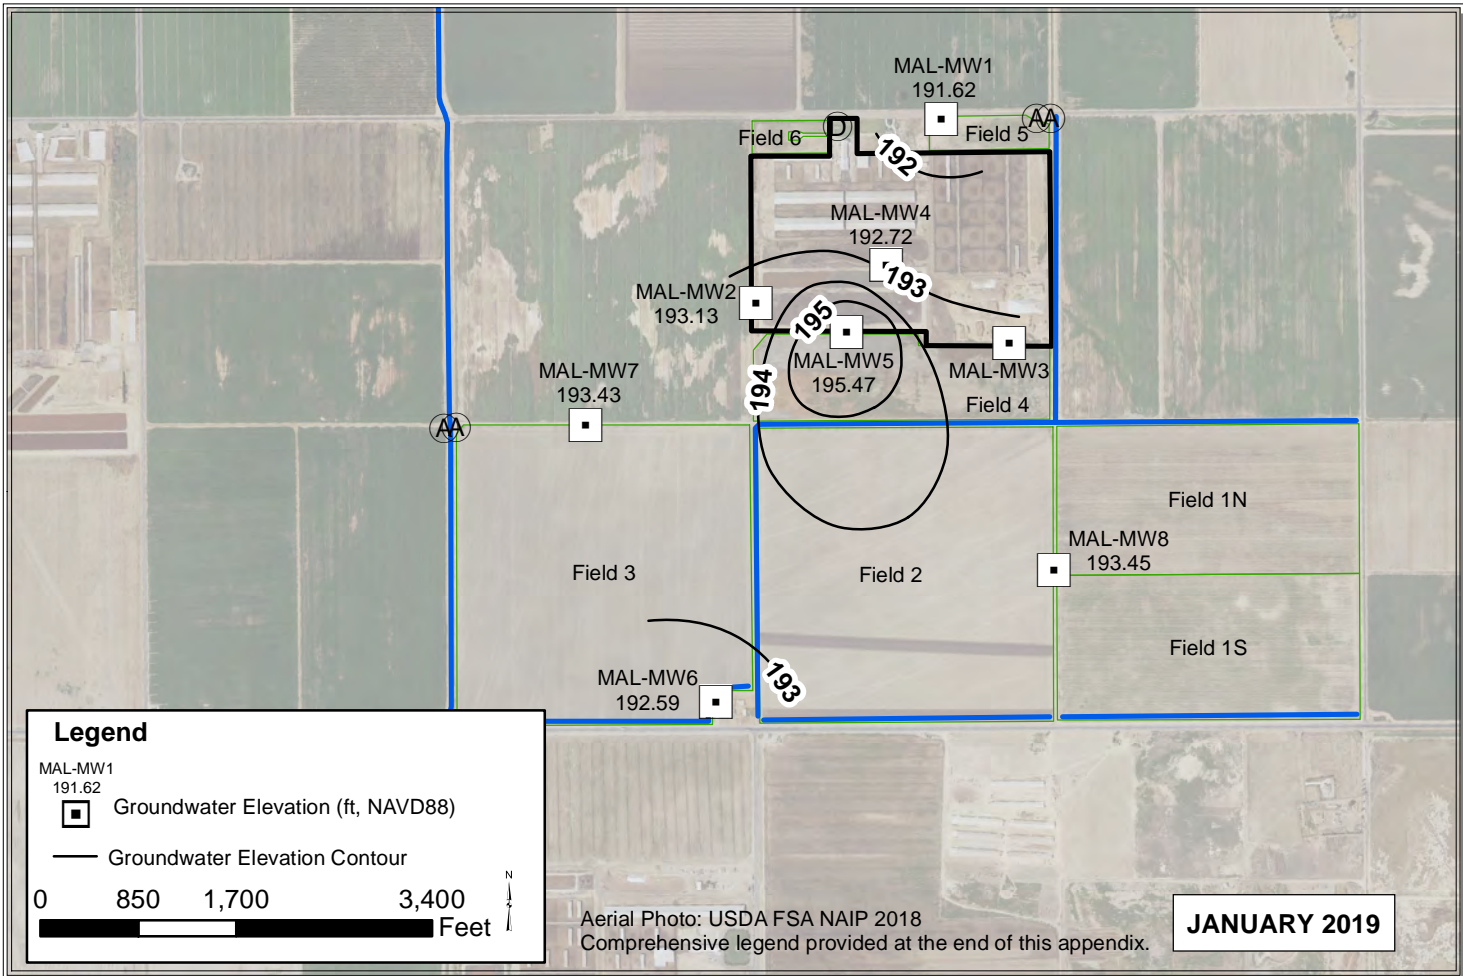 MAL-MW1
191.62
AA
D
Field 6
Field 5
192
MAL-MW4
192.72
193
MAL-MW2
193.13
195
MAL-MW5
195.47
MAL-MW3
194
MAL-MW7
193.43
Field 4
AA
Field 1N
MAL-MW8
193.45
Field 3
Field 2
Field 1S
MAL-MW6
192.59
193
Legend
MAL-MW1
191.62
Groundwater Elevation (ft, NAVD88)
Groundwater Elevation Contour
0 850 1,700 3,400
Feet
N
Aerial Photo: USDA FSA NAIP 2018
Comprehensive legend provided at the end of this appendix.
JANUARY 2019